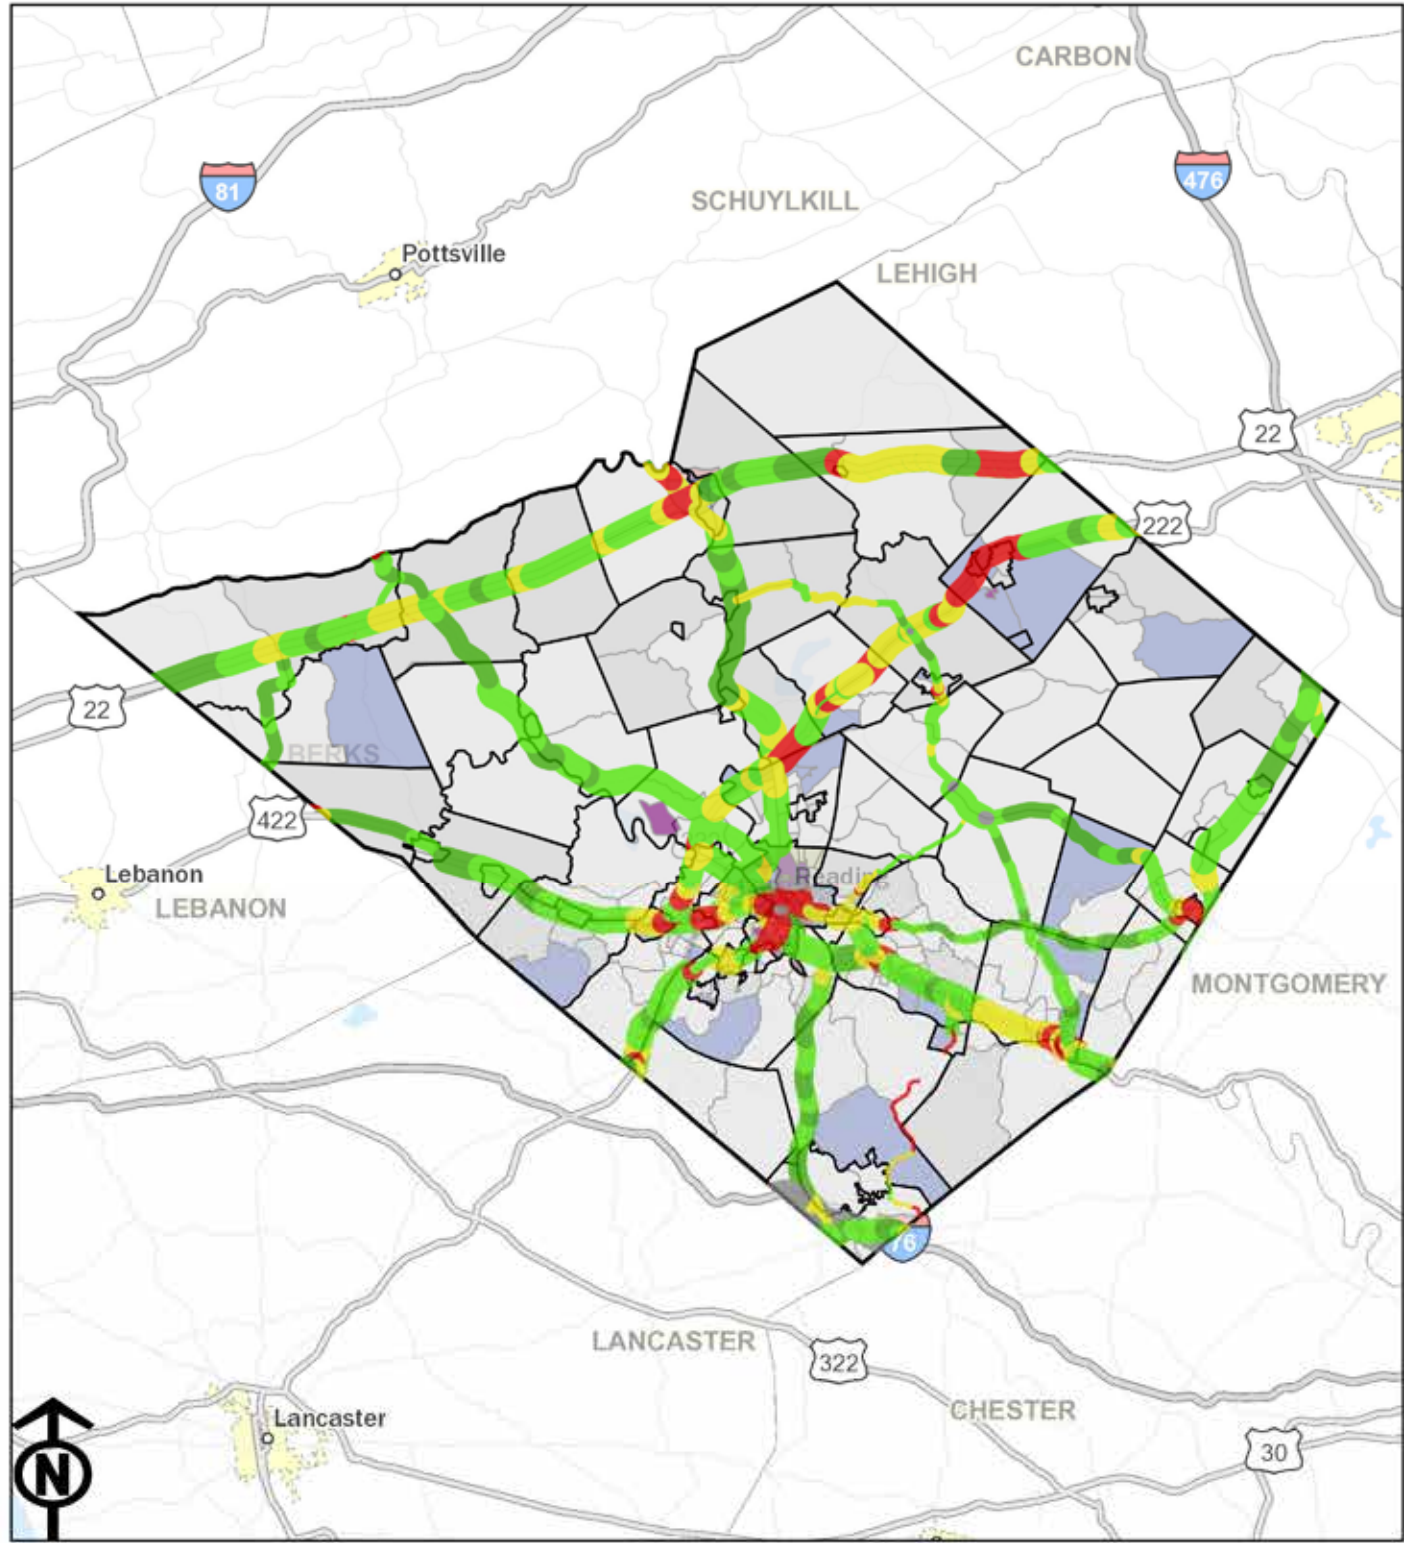 CARBON
81
476
SCHUYLKILL
Pottsville
LEHIGH
22
222
22
BERKS
422
Lebanon
LEBANON
Reading
MONTGOMERY
76
LANCASTER
322
CHESTER
Lancaster
30
N